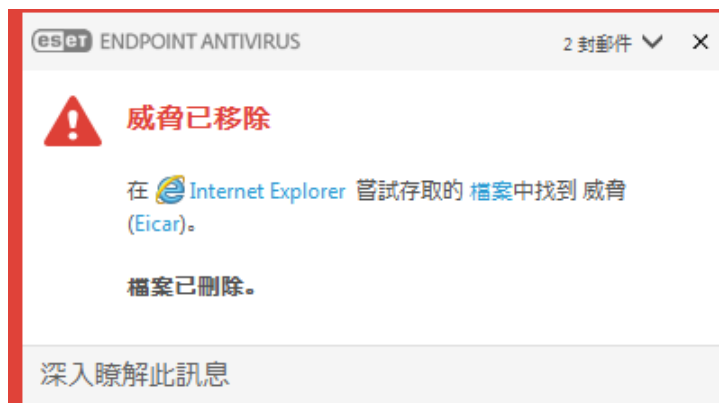 eset ENDPOINT ANTIVIRUS 2 封郵件
威脅已移除
在 Internet Explorer 嘗試存取的 檔案中找到 威脅
(Eicar)。
檔案已刪除。
深入瞭解此訊息